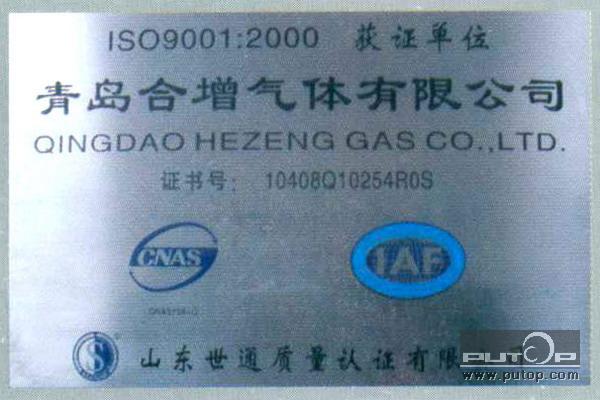 ISO9001:2000 获证单位
青岛合增气体有限公司
QINGDAO HEZENG GAS CO.,LTD.
证书号: 10408Q10254R0S
CNAS
IAF
山东世通质量认证有限
PUTOP
www.putop.com